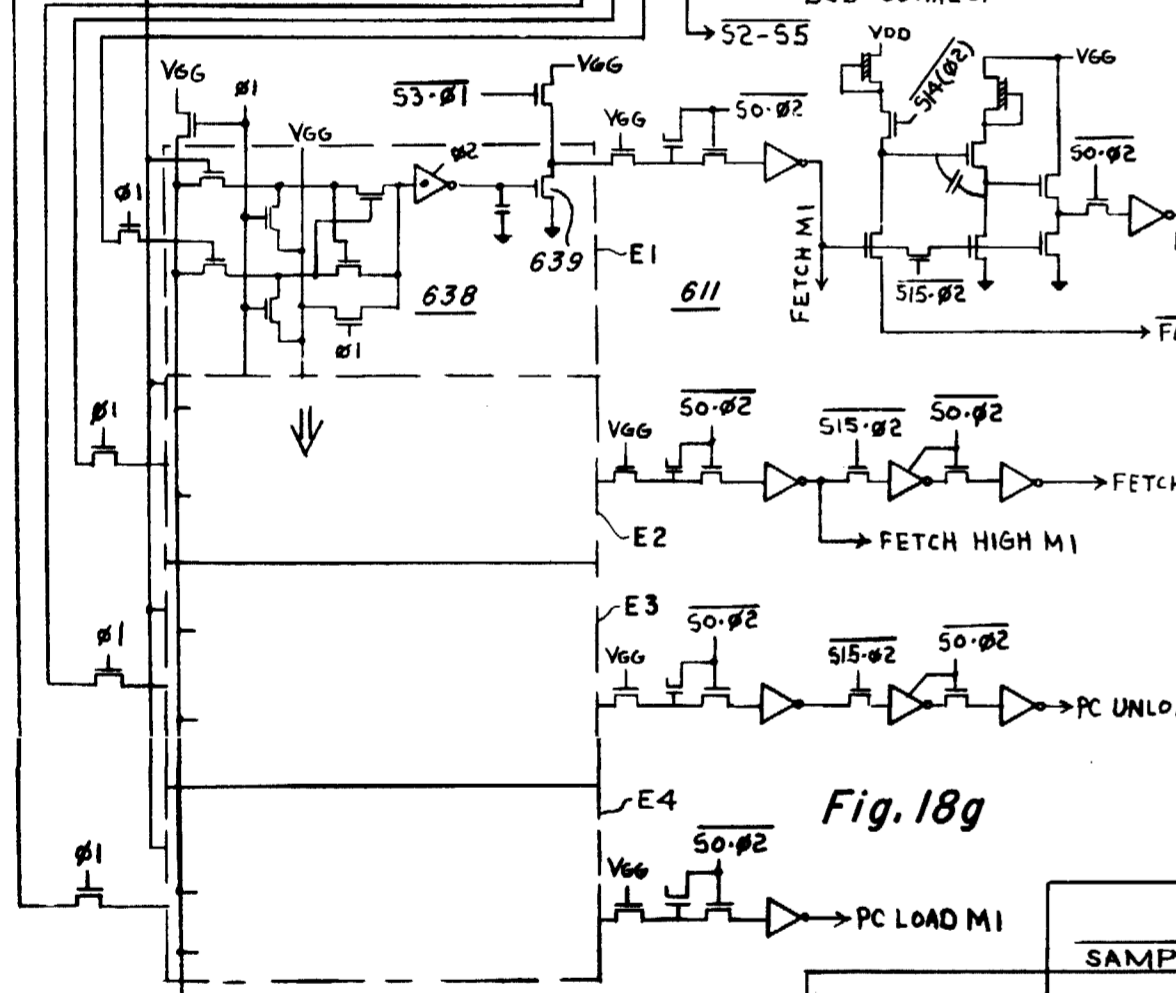 S2-S5
VDD
S14(ø2)
VGG
VGG
ø1
S3·ø1
VGG
VGG
VGG
S0·ø2
S0·ø2
ø2
ø1
639
E1
638
611
FETCH M1
S15·ø2
ø1
ø1
S0·ø2
S15·ø2
S0·ø2
VGG
FETCH
E2
FETCH HIGH M1
E3
S0·ø2
ø1
VGG
S15·ø2
S0·ø2
PC UNLO
E4
Fig. 18g
S0·ø2
ø1
VGG
PC LOAD M1
SAMP